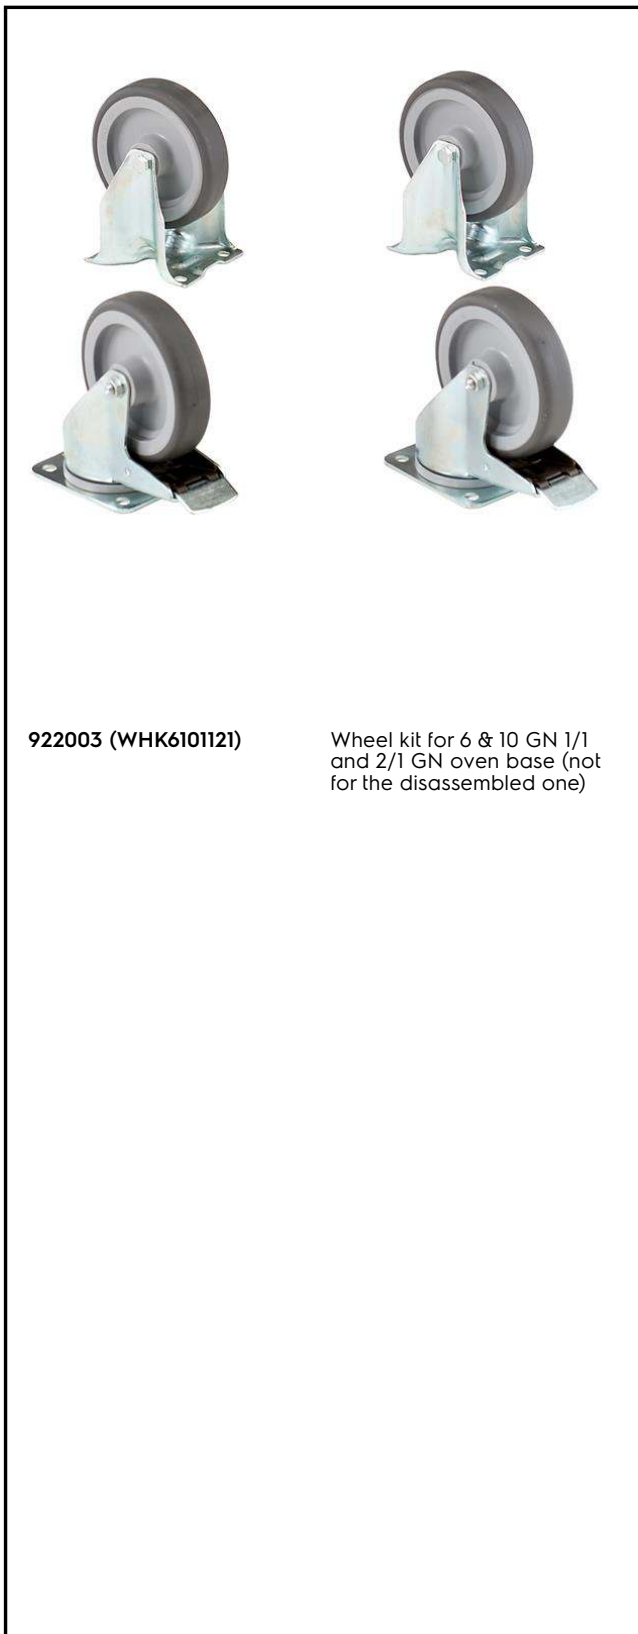 922003 (WHK6101121)
Wheel kit for 6 & 10 GN 1/1
and 2/1 GN oven base (not
for the disassembled one)